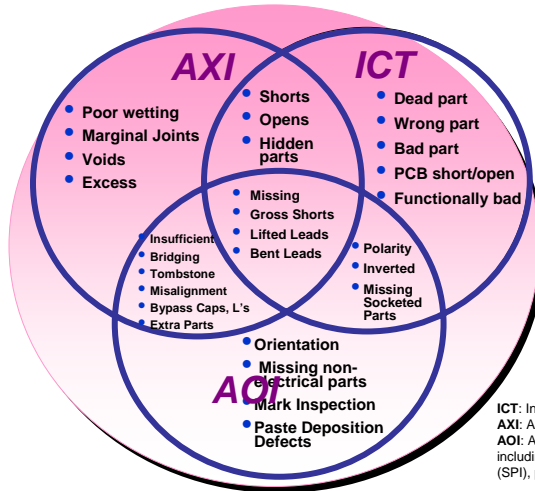 AXI
ICT
• Poor wetting
• Marginal Joints
• Voids
• Excess
• Shorts
• Opens
• Hidden
parts
• Dead part
• Wrong part
• Bad part
• PCB short/open
• Functionally bad
• Missing
• Gross Shorts
• Lifted Leads
• Bent Leads
• Insufficient
• Bridging
• Tombstone
• Misalignment
• Bypass Caps, L's
• Extra Parts
• Polarity
• Inverted
• Missing
Socketed
Parts
AOI
• Orientation
• Missing non-
electrical parts
• Mark Inspection
• Paste Deposition
Defects
ICT: In
AXI: A
AOI: A
(SPI),